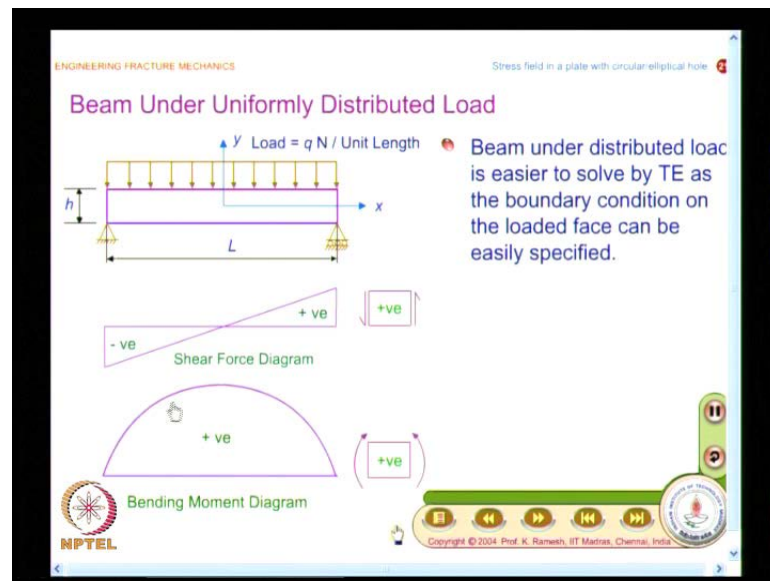 ENGINEERING FRACTURE MECHANICS
Stress field in a plate with circular-elliptical hole
Beam Under Uniformly Distributed Load
y
Load = q N / Unit Length
h
x
L
Beam under distributed load
is easier to solve by TE as
the boundary condition on
the loaded face can be
easily specified.
+ ve
+ve
- ve
Shear Force Diagram
+ ve
+ve
Bending Moment Diagram
NPTEL
Copyright © 2004 Prof. K. Ramesh, IIT Madras, Chennai, India